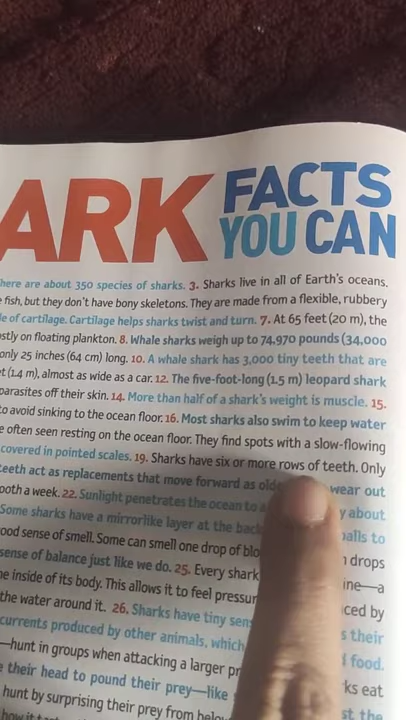 ARK FACTS
YOU CAN
here are about 350 species of sharks. 3. Sharks live in all of Earth's oceans.
e fish, but they don't have bony skeletons. They are made from a flexible, rubbery
le of cartilage. Cartilage helps sharks twist and turn. 7. At 65 feet (20 m), the
stly on floating plankton. 8. Whale sharks weigh up to 74,970 pounds (34,000
only 25 inches (64 cm) long. 10. A whale shark has 3,000 tiny teeth that are
et (1.4 m), almost as wide as a car. 12. The five-foot-long (1.5 m) leopard shark
parasites off their skin. 14. More than half of a shark's weight is muscle. 15.
to avoid sinking to the ocean floor. 16. Most sharks also swim to keep water
e often seen resting on the ocean floor. They find spots with a slow-flowing
covered in pointed scales. 19. Sharks have six or more rows of teeth. Only
teeth act as replacements that move forward as olde wear out
ooth a week. 22. Sunlight penetrates the ocean to a y about
Some sharks have a mirrorlike layer at the back balls to
ood sense of smell. Some can smell one drop of blo drops
sense of balance just like we do. 25. Every shark ine—a
he inside of its body. This allows it to feel pressur ced by
the water around it. 26. Sharks have tiny sen s their
currents produced by other animals, which food.
—hunt in groups when attacking a larger pr ks eat
e their head to pound their prey—like st the
hunt by surprising their prey from belo